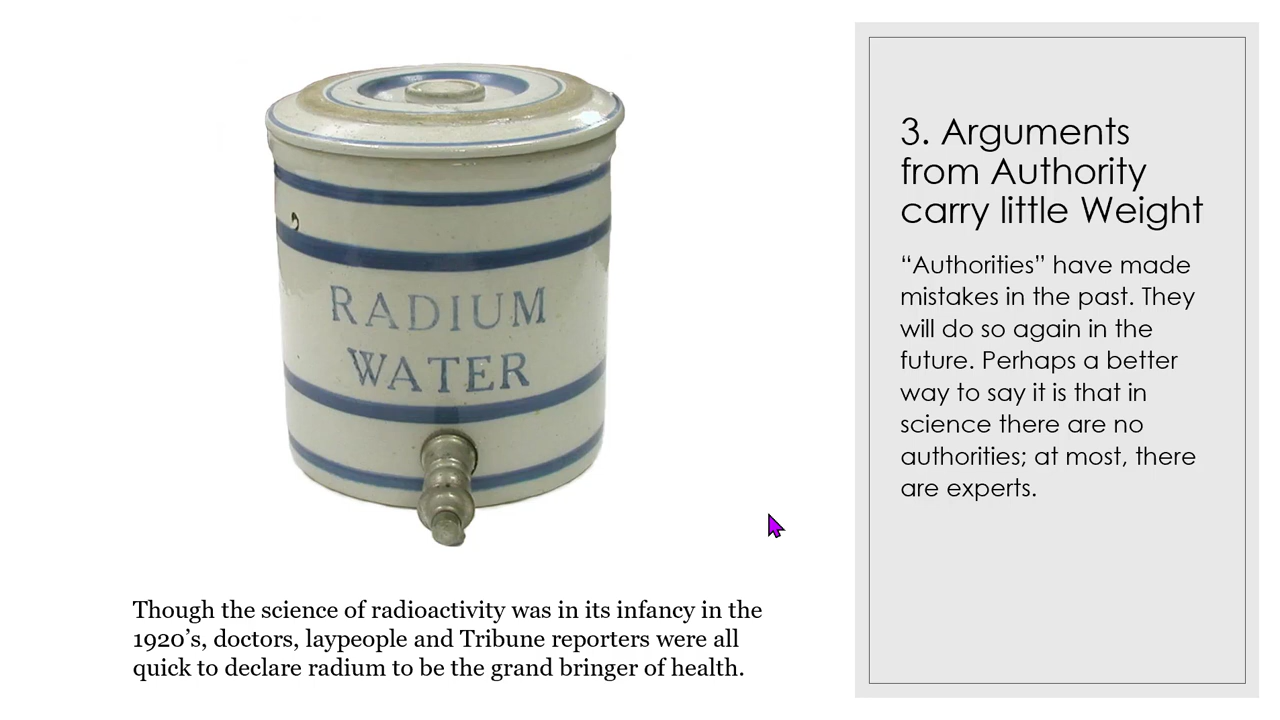 RADIUM
WATER
Though the science of radioactivity was in its infancy in the
1920’s, doctors, laypeople and Tribune reporters were all
quick to declare radium to be the grand bringer of health.
3. Arguments
from Authority
carry little Weight
“Authorities” have made
mistakes in the past. They
will do so again in the
future. Perhaps a better
way to say it is that in
science there are no
authorities; at most, there
are experts.